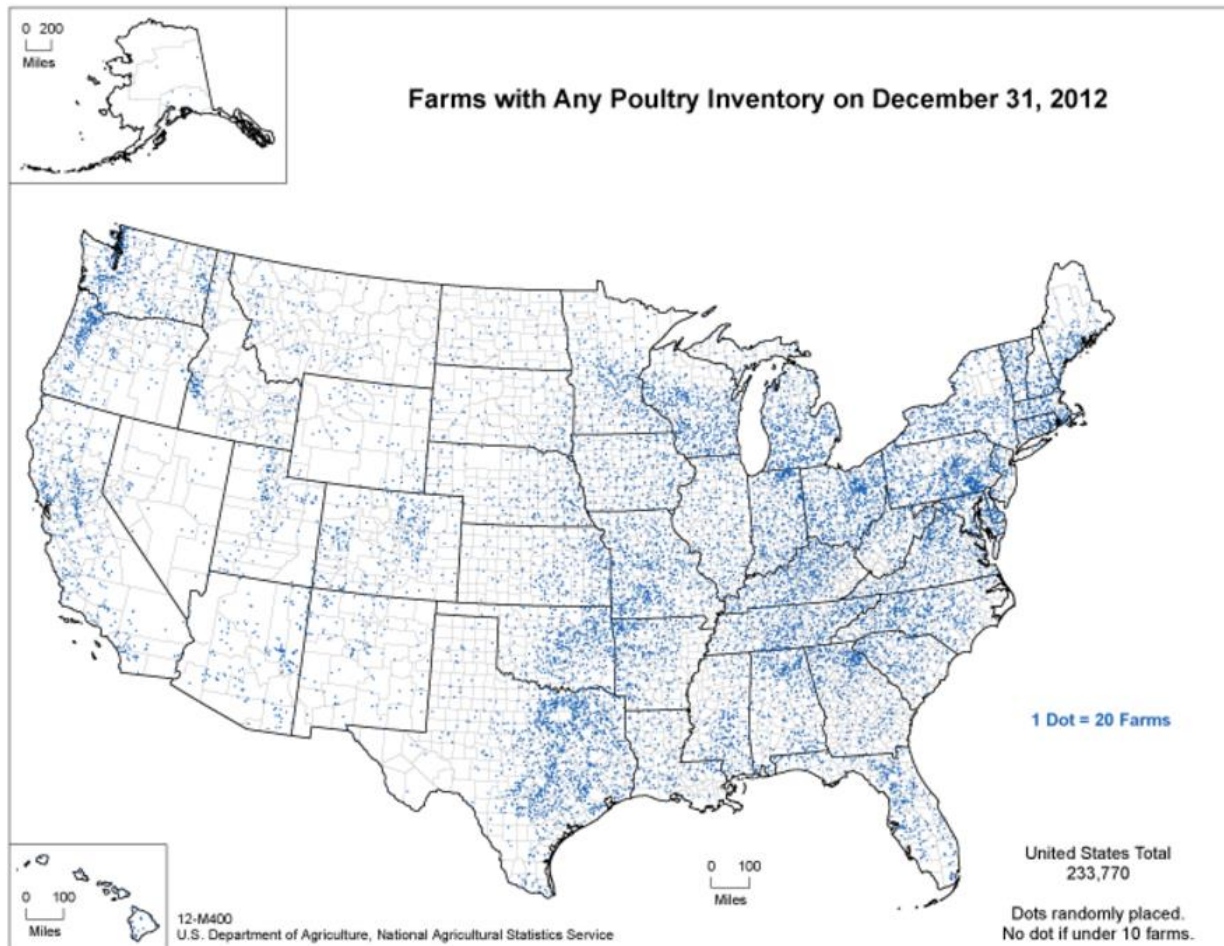 0 200
Miles
Farms with Any Poultry Inventory on December 31, 2012
1 Dot = 20 Farms
United States Total
233,770
0 100
Miles
0 100
Miles
12-M400
U.S. Department of Agriculture, National Agricultural Statistics Service
Dots randomly placed.
No dot if under 10 farms.